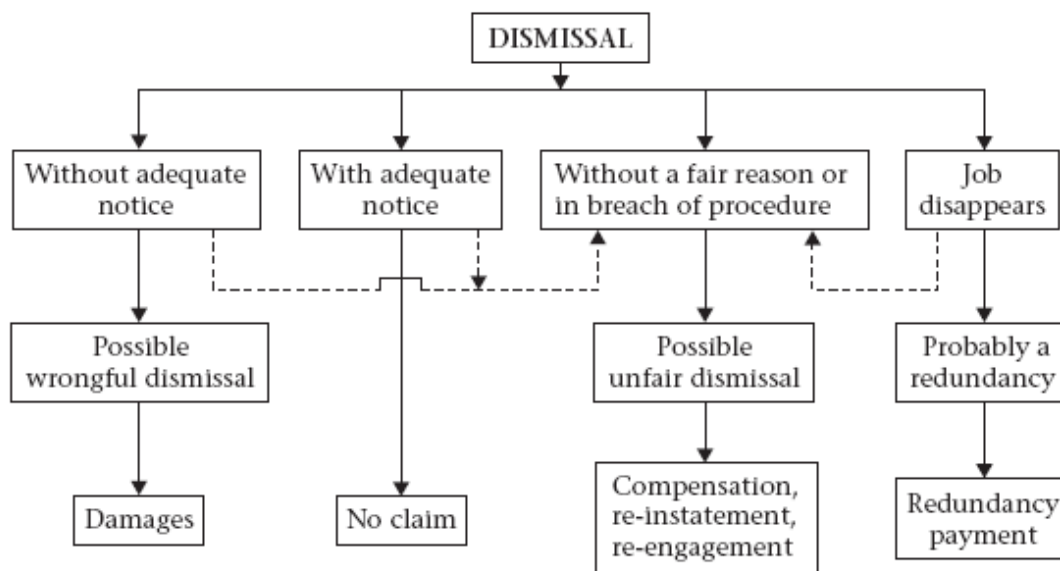 DISMISSAL
Without adequate
notice
With adequate
notice
Without a fair reason or
in breach of procedure
Job
disappears
Possible
wrongful dismissal
Possible
unfair dismissal
Probably a
redundancy
Damages
No claim
Compensation,
re-instatement,
re-engagement
Redundancy
payment